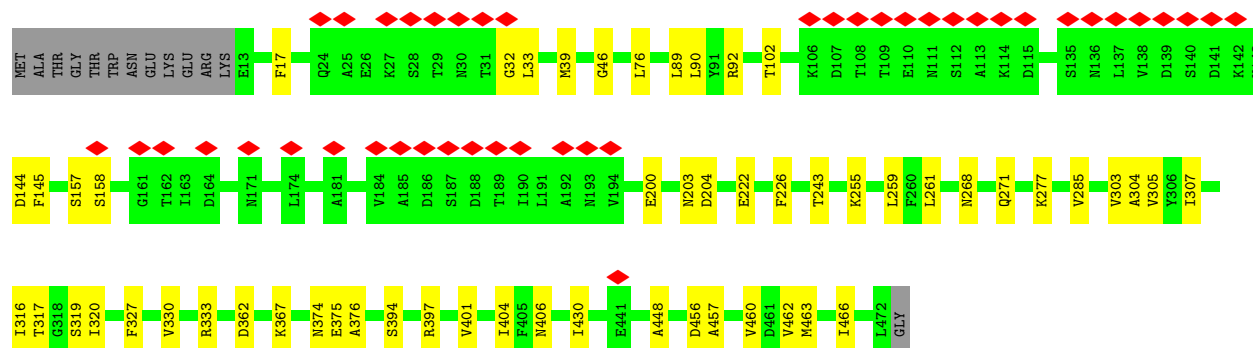 MET ALA THR GLY THR TRP ASN GLU LYS GLU ARG LYS E13 F17 Q24 A25 E26 K27 S28 T29 N30 T31 G32 L33 M39 G46 L76 L89 L90 Y91 R92 T102 K106 D107 T108 T109 E110 N111 S112 A113 K114 D115 S135 N136 L137 V138 D139 S140 D141 K142
D144 F145 S157 S158 G161 T162 I163 D164 N171 L174 A181 V184 A185 D186 S187 D188 T189 I190 L191 A192 N193 V194 E200 N203 D204 E222 F226 T243 K255 L259 F260 L261 N268 Q271 K277 V285 V303 A304 V305 Y306 I307
I316 T317 G318 S319 I320 F327 V330 R333 D362 K367 N374 E375 A376 S394 R397 V401 I404 F405 N406 I430 E441 A448 D456 A457 V460 D461 V462 M463 I466 L472 GLY